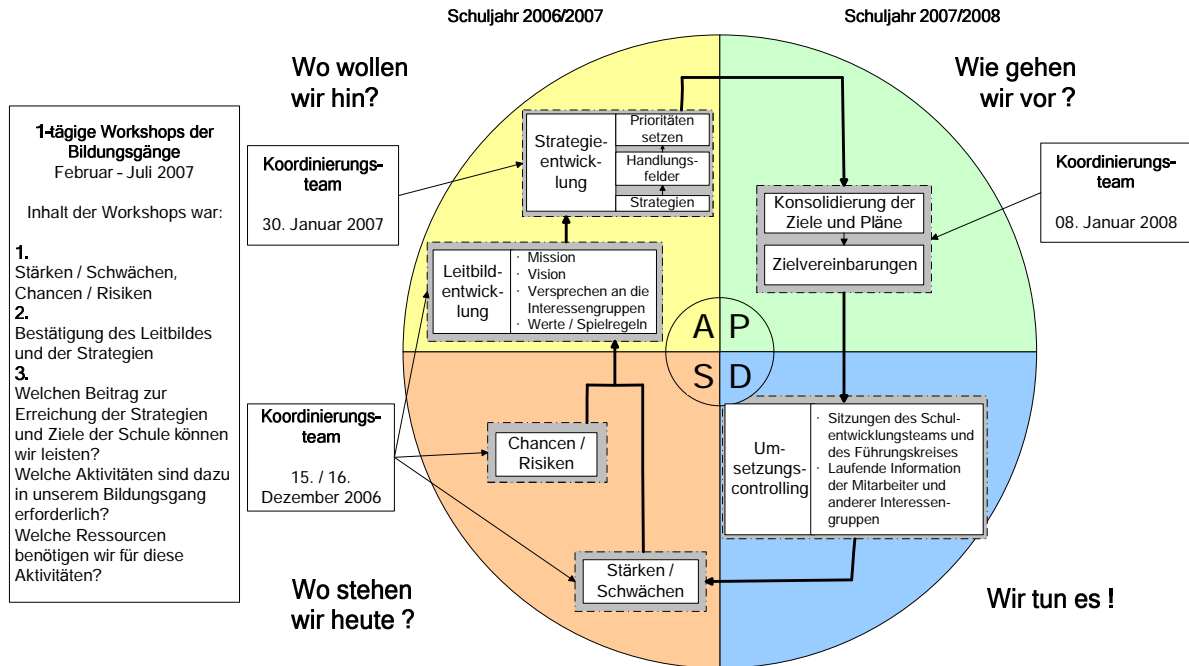 Schuljahr 2006/2007
Schuljahr 2007/2008
Wo wollen
wir hin?
Wie gehen
wir vor ?
1-tägige Workshops der
Bildungsgänge
Februar - Juli 2007
Inhalt der Workshops war:
1.
Stärken / Schwächen,
Chancen / Risiken
2.
Bestätigung des Leitbildes
und der Strategien
3.
Welchen Beitrag zur
Erreichung der Strategien
und Ziele der Schule können
wir leisten?
Welche Aktivitäten sind dazu
in unserem Bildungsgang
erforderlich?
Welche Ressourcen
benötigen wir für diese
Aktivitäten?
Koordinierungs-
team
30. Januar 2007
Strategie-
entwick-
lung
Prioritäten
setzen
Handlungs-
felder
Strategien
Koordinierungs-
team
08. Januar 2008
Konsolidierung der
Ziele und Pläne
Zielvereinbarungen
Leitbild-
entwick-
lung
· Mission
· Vision
· Versprechen an die
Interessengruppen
· Werte / Spielregeln
A P
S D
Koordinierungs-
team
15. / 16.
Dezember 2006
Chancen /
Risiken
Um-
setzungs-
controlling
· Sitzungen des Schul-
entwicklungsteams und
des Führungskreises
· Laufende Information
der Mitarbeiter und
anderer Interessen-
gruppen
Stärken /
Schwächen
Wo stehen
wir heute ?
Wir tun es !